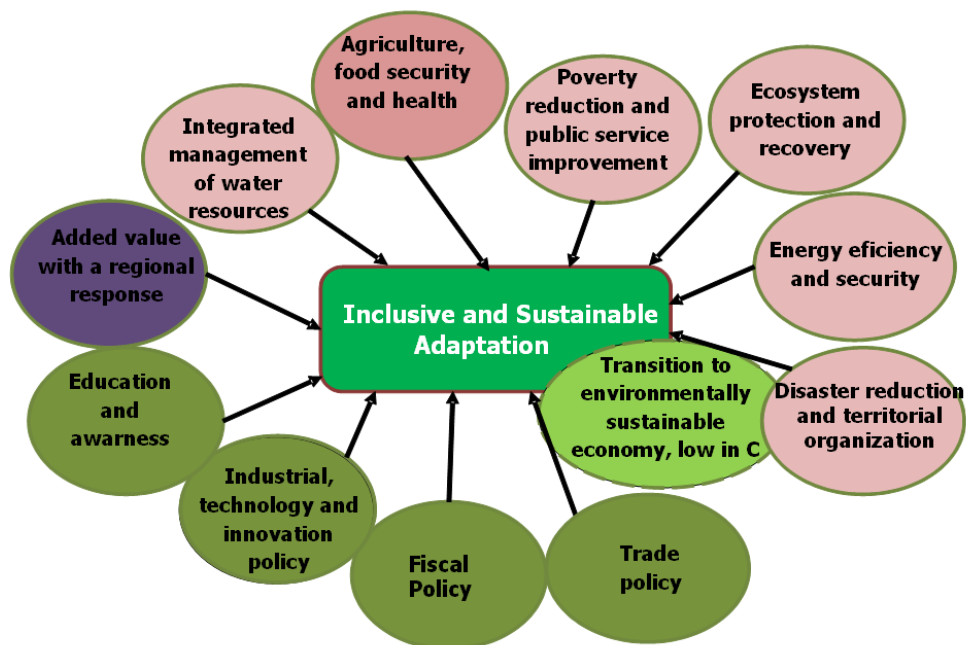 Agriculture,
food security
and health
Poverty
reduction and
public service
improvement
Ecosystem
protection and
recovery
Integrated
management
of water
resources
Added value
with a regional
response
Energy eficiency
and security
Inclusive and Sustainable
Adaptation
Transition to
environmentally
sustainable
economy, low in C
Disaster reduction
and territorial
organization
Education
and
awarness
Industrial,
technology and
innovation
policy
Fiscal
Policy
Trade
policy